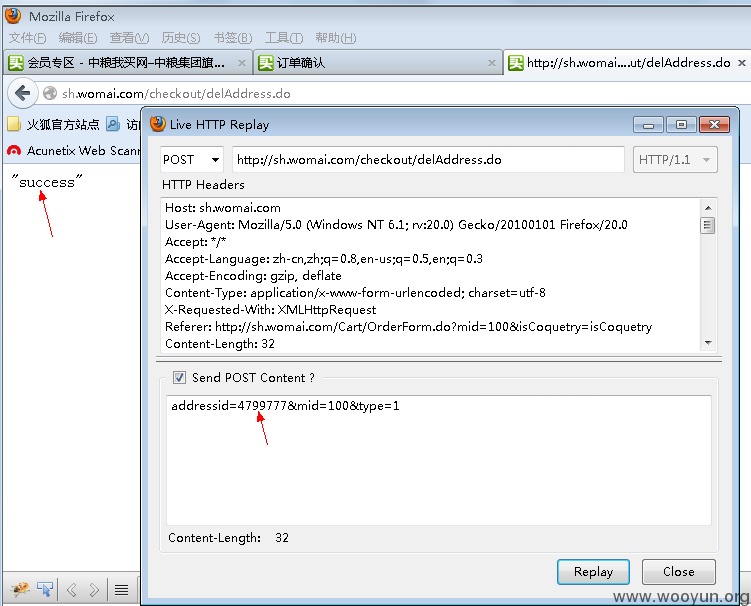 Mozilla Firefox
文件(F) 编辑(E) 查看(V) 历史(S) 书签(B) 工具(T) 帮助(H)
会员专区 - 中粮我买网–中粮集团旗... × 订单确认 × http://sh.womai....ut/delAddress.do ×
sh.womai.com/checkout/delAddress.do
火狐官方站点 访
Acunetix Web Scann
"success"
Live HTTP Replay
POST http://sh.womai.com/checkout/delAddress.do HTTP/1.1
HTTP Headers
Host: sh.womai.com
User-Agent: Mozilla/5.0 (Windows NT 6.1; rv:20.0) Gecko/20100101 Firefox/20.0
Accept: */*
Accept-Language: zh-cn,zh;q=0.8,en-us;q=0.5,en;q=0.3
Accept-Encoding: gzip, deflate
Content-Type: application/x-www-form-urlencoded; charset=utf-8
X-Requested-With: XMLHttpRequest
Referer: http://sh.womai.com/Cart/OrderForm.do?mid=100&isCoquetry=isCoquetry
Content-Length: 32
Send POST Content ?
addressid=4799777&mid=100&type=1
Content-Length: 32
Replay Close
www.wooyun.org